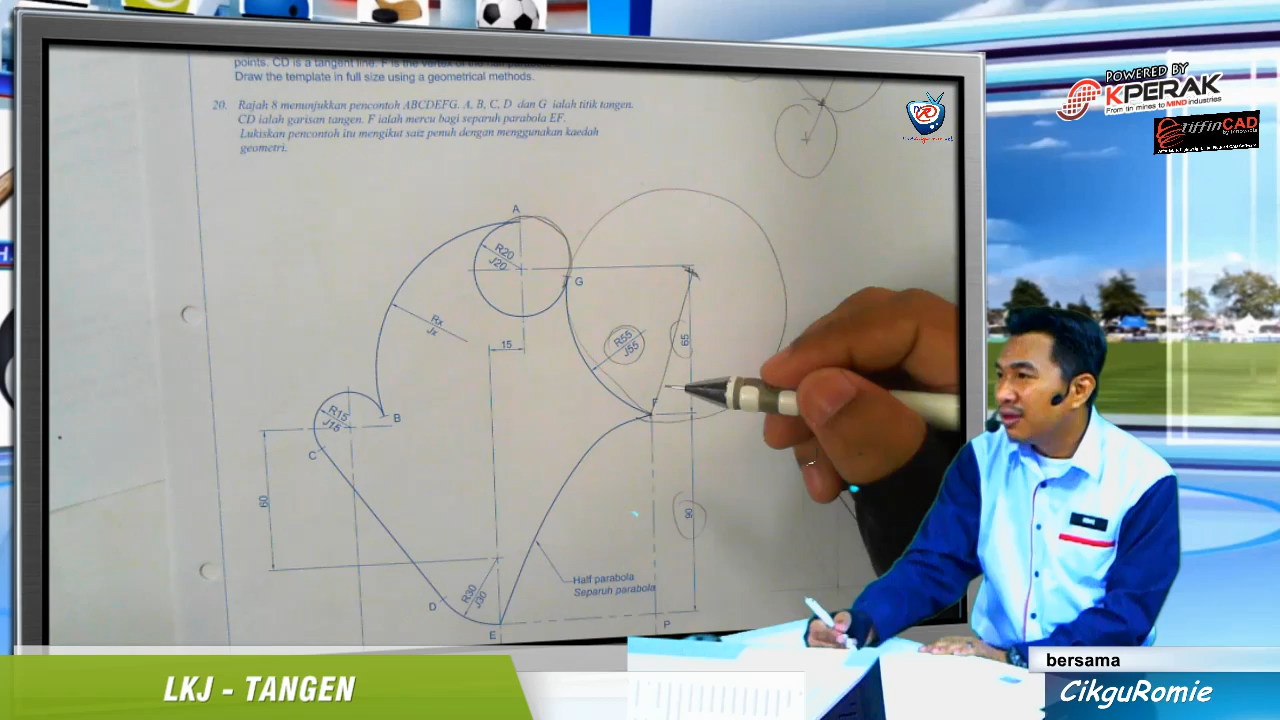 points. CD is a tangent line. F is the vertex of the
Draw the template in full size using a geometrical methods.
20. Rajah 8 menunjukkan pencontoh ABCDEFG. A, B, C, D dan G ialah titik tangen.
CD ialah garisan tangen. F ialah mercu bagi separuh parabola EF.
Lukiskan pencontoh itu mengikut saiz penuh dengan menggunakan kaedah
geometri.
POWERED BY
KPERAK
From tin mines to MIND industries
tiffinCAD
A
R20
J20
G
Rx
Jx
15
R55
J55
65
F
R15
J15
B
C
60
90
Half parabola
Separuh parabola
D
R30
J30
E
P
bersama
CikguRomie
LKJ - TANGEN